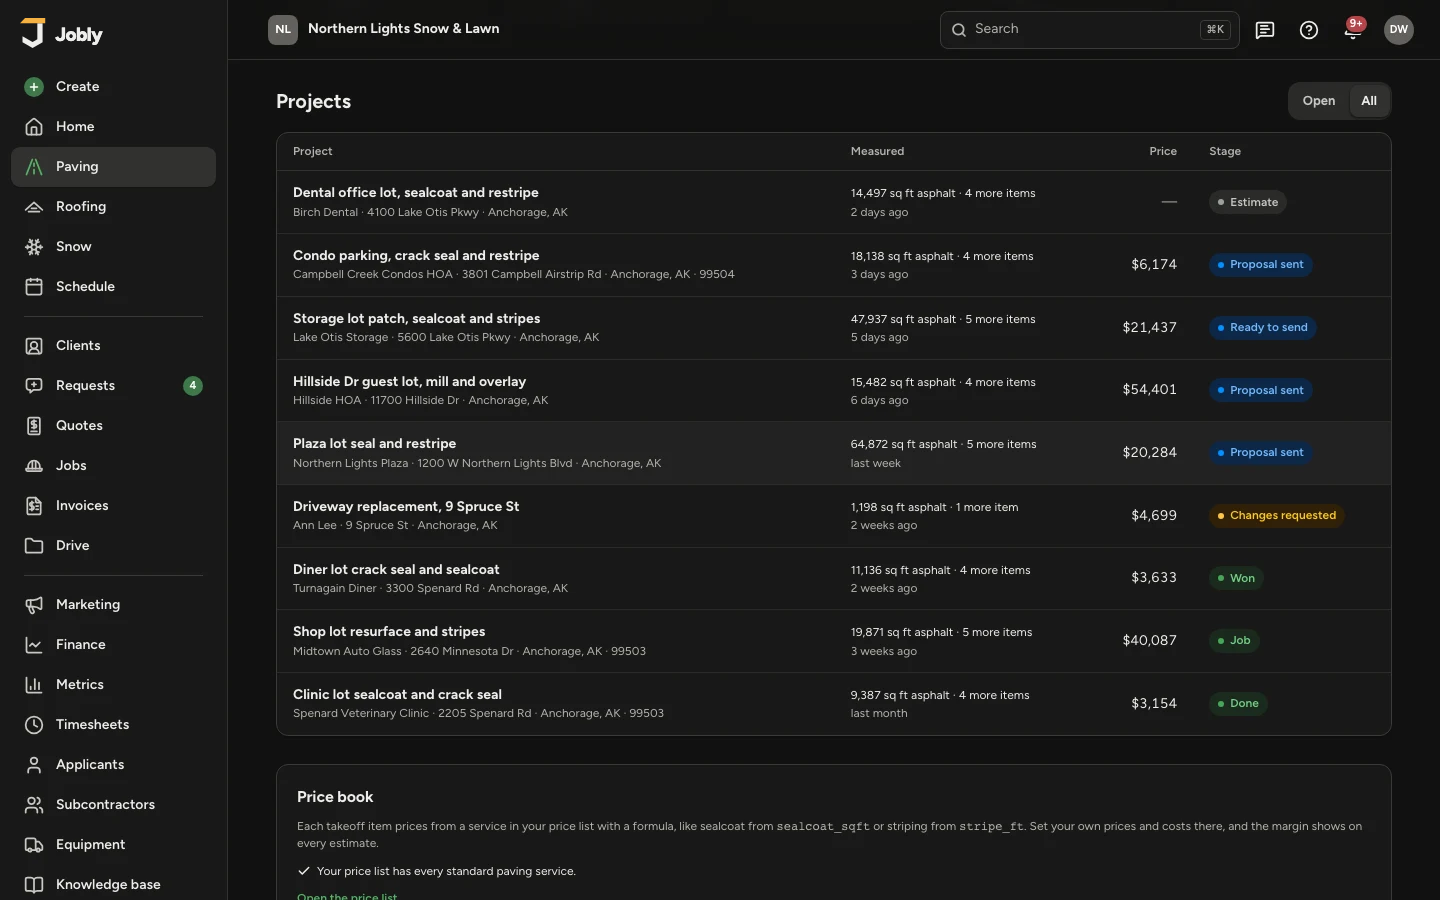 Jobly
NL
Northern Lights Snow & Lawn
Search
⌘K
9+
DW
Create
Home
Paving
Roofing
Snow
Schedule
Clients
Requests
4
Quotes
Jobs
Invoices
Drive
Marketing
Finance
Metrics
Timesheets
Applicants
Subcontractors
Equipment
Knowledge base
Projects
Open
All
Project
Measured
Price
Stage
Dental office lot, sealcoat and restripe
Birch Dental · 4100 Lake Otis Pkwy · Anchorage, AK
14,497 sq ft asphalt · 4 more items
2 days ago
—
Estimate
Condo parking, crack seal and restripe
Campbell Creek Condos HOA · 3801 Campbell Airstrip Rd · Anchorage, AK · 99504
18,138 sq ft asphalt · 4 more items
3 days ago
$6,174
Proposal sent
Storage lot patch, sealcoat and stripes
Lake Otis Storage · 5600 Lake Otis Pkwy · Anchorage, AK
47,937 sq ft asphalt · 5 more items
5 days ago
$21,437
Ready to send
Hillside Dr guest lot, mill and overlay
Hillside HOA · 11700 Hillside Dr · Anchorage, AK
15,482 sq ft asphalt · 4 more items
6 days ago
$54,401
Proposal sent
Plaza lot seal and restripe
Northern Lights Plaza · 1200 W Northern Lights Blvd · Anchorage, AK
64,872 sq ft asphalt · 5 more items
last week
$20,284
Proposal sent
Driveway replacement, 9 Spruce St
Ann Lee · 9 Spruce St · Anchorage, AK
1,198 sq ft asphalt · 1 more item
2 weeks ago
$4,699
Changes requested
Diner lot crack seal and sealcoat
Turnagain Diner · 3300 Spenard Rd · Anchorage, AK
11,136 sq ft asphalt · 4 more items
2 weeks ago
$3,633
Won
Shop lot resurface and stripes
Midtown Auto Glass · 2640 Minnesota Dr · Anchorage, AK · 99503
19,871 sq ft asphalt · 5 more items
3 weeks ago
$40,087
Job
Clinic lot sealcoat and crack seal
Spenard Veterinary Clinic · 2205 Spenard Rd · Anchorage, AK · 99503
9,387 sq ft asphalt · 4 more items
last month
$3,154
Done
Price book
Each takeoff item prices from a service in your price list with a formula, like sealcoat from sealcoat_sqft or striping from stripe_ft. Set your own prices and costs there, and the margin shows on
every estimate.
Your price list has every standard paving service.
Open the price list